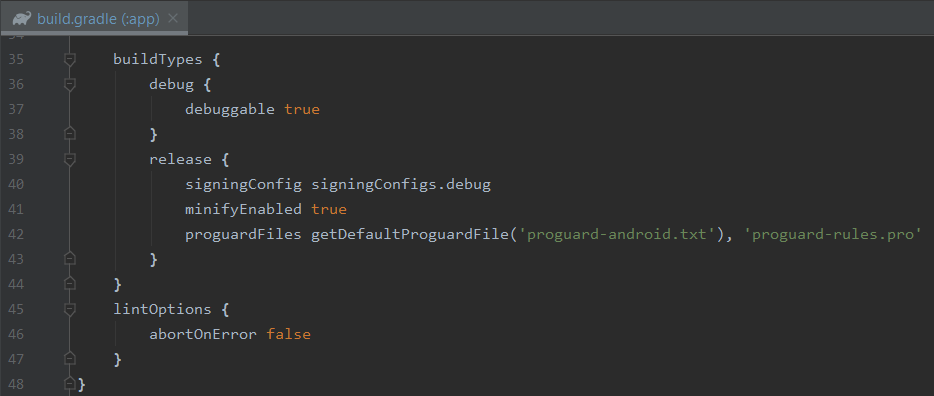 build.gradle (:app)
34
35 buildTypes {
36 debug {
37 debuggable true
38 }
39 release {
40 signingConfig signingConfigs.debug
41 minifyEnabled true
42 proguardFiles getDefaultProguardFile('proguard-android.txt'), 'proguard-rules.pro'
43 }
44 }
45 lintOptions {
46 abortOnError false
47 }
48 }